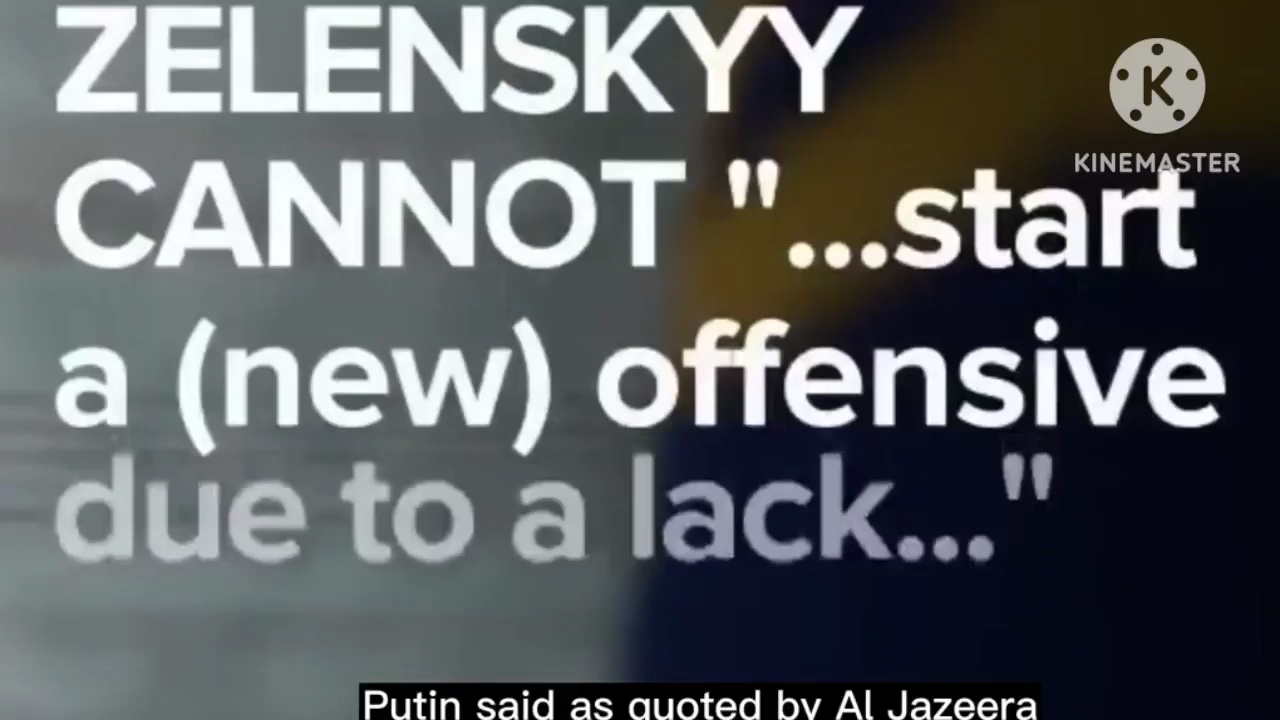 ZELENSKYY
CANNOT "...start
a (new) offensive
due to a lack..."
K
KINEMASTER
Putin said as quoted by Al Jazeera